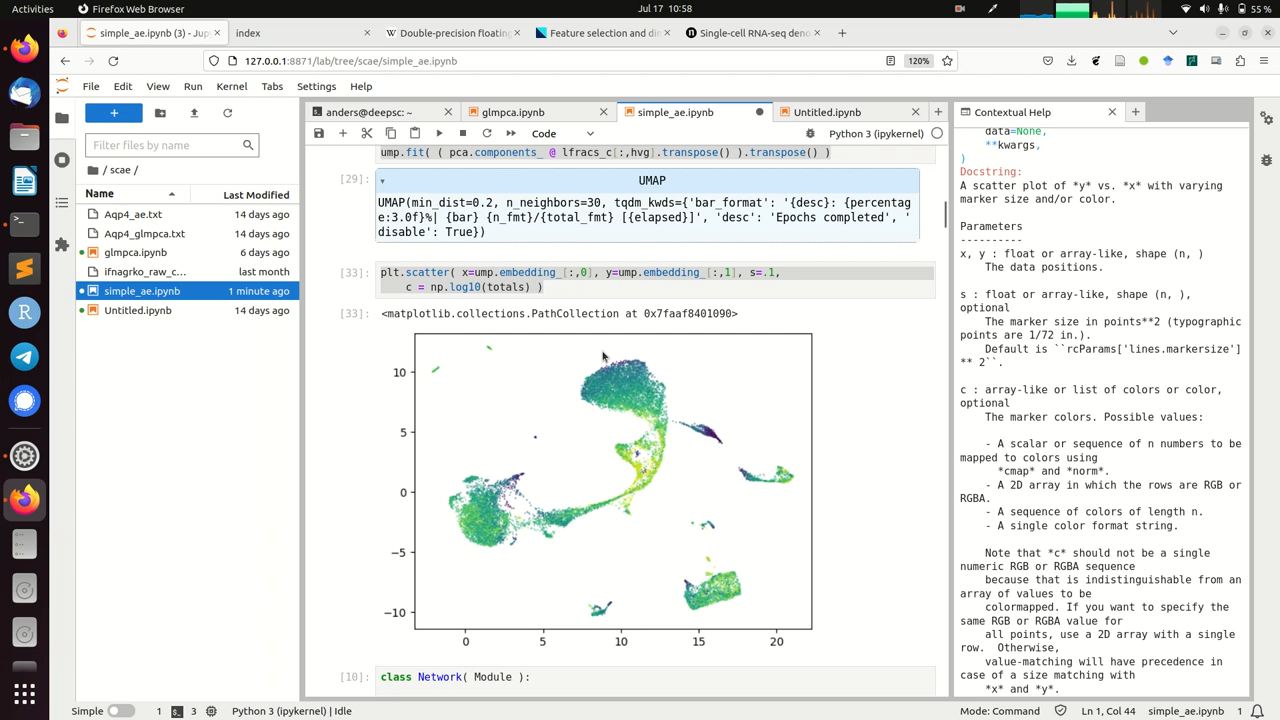 Firefox Web Browser
Jul 17 10:58
55 %
simple_ae.ipynb (3) - Jup
index
Double-precision floating
Feature selection and di
Single-cell RNA-seq deno
127.0.0.1:8871/lab/tree/scae/simple_ae.ipynb
120%
File Edit View Run Kernel Tabs Settings Help
anders@deepsc: ~
glmpca.ipynb
simple_ae.ipynb
Untitled.ipynb
Contextual Help
Code
Python 3 (ipykernel)
Filter files by name
/ scae /
Name
Last Modified
Aqp4_ae.txt 14 days ago
Aqp4_glmpca.txt 14 days ago
glmpca.ipynb 6 days ago
ifnagrko_raw_c... last month
simple_ae.ipynb 1 minute ago
Untitled.ipynb 14 days ago
ump.fit( ( pca.components_ @ lfracs_c[:,hvg].transpose() ).transpose() )
[29]:
UMAP
UMAP(min_dist=0.2, n_neighbors=30, tqdm_kwds={'bar_format': '{desc}: {percentag
e:3.0f}%| {bar} {n_fmt}/{total_fmt} [{elapsed}]', 'desc': 'Epochs completed', '
disable': True})
[33]: plt.scatter( x=ump.embedding_[:,0], y=ump.embedding_[:,1], s=.1,
c = np.log10(totals) )
[33]: <matplotlib.collections.PathCollection at 0x7faaf8401090>
10
5
0
−5
−10
0 5 10 15 20
[10]: class Network( Module ):
data=None,
**kwargs,
)
Docstring:
A scatter plot of *y* vs. *x* with varying
marker size and/or color.
Parameters
----------
x, y : float or array-like, shape (n, )
The data positions.
s : float or array-like, shape (n, ),
optional
The marker size in points**2 (typographic
points are 1/72 in.).
Default is ``rcParams['lines.markersize']
** 2``.
c : array-like or list of colors or color,
optional
The marker colors. Possible values:
- A scalar or sequence of n numbers to be
mapped to colors using
*cmap* and *norm*.
- A 2D array in which the rows are RGB or
RGBA.
- A sequence of colors of length n.
- A single color format string.
Note that *c* should not be a single
numeric RGB or RGBA sequence
because that is indistinguishable from an
array of values to be
colormapped. If you want to specify the
same RGB or RGBA value for
all points, use a 2D array with a single
row.  Otherwise,
value-matching will have precedence in
case of a size matching with
*x* and *y*.
Simple
1
3
Python 3 (ipykernel) | Idle
Mode: Command
Ln 1, Col 44
simple_ae.ipynb
1